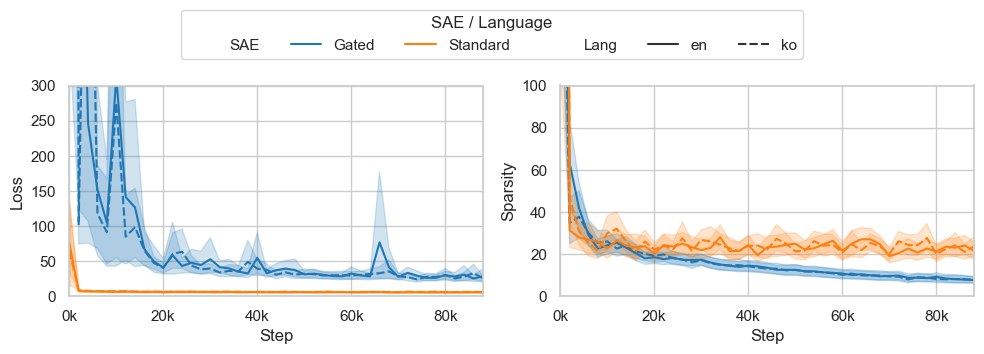 SAE / Language
SAE Gated Standard Lang en ko
300
250
200
150
100
50
0
Loss
0k 20k 40k 60k 80k
Step
100
80
60
40
20
0
Sparsity
0k 20k 40k 60k 80k
Step